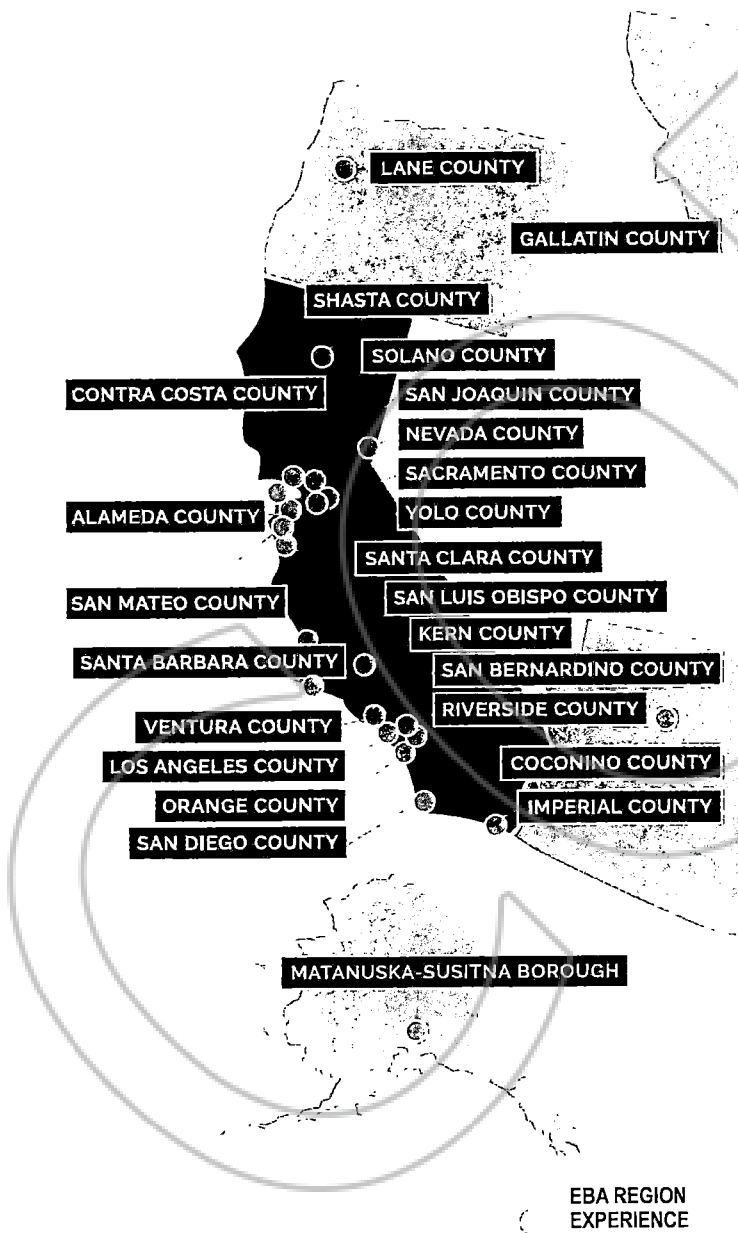 LANE COUNTY
GALLATIN COUNTY
SHASTA COUNTY
SOLANO COUNTY
CONTRA COSTA COUNTY
SAN JOAQUIN COUNTY
NEVADA COUNTY
SACRAMENTO COUNTY
ALAMEDA COUNTY
YOLO COUNTY
SANTA CLARA COUNTY
SAN MATEO COUNTY
SAN LUIS OBISPO COUNTY
KERN COUNTY
SANTA BARBARA COUNTY
SAN BERNARDINO COUNTY
RIVERSIDE COUNTY
VENTURA COUNTY
LOS ANGELES COUNTY
COCONINO COUNTY
ORANGE COUNTY
IMPERIAL COUNTY
SAN DIEGO COUNTY
MATANUSKA-SUSITNA BOROUGH
EBA REGION
EXPERIENCE